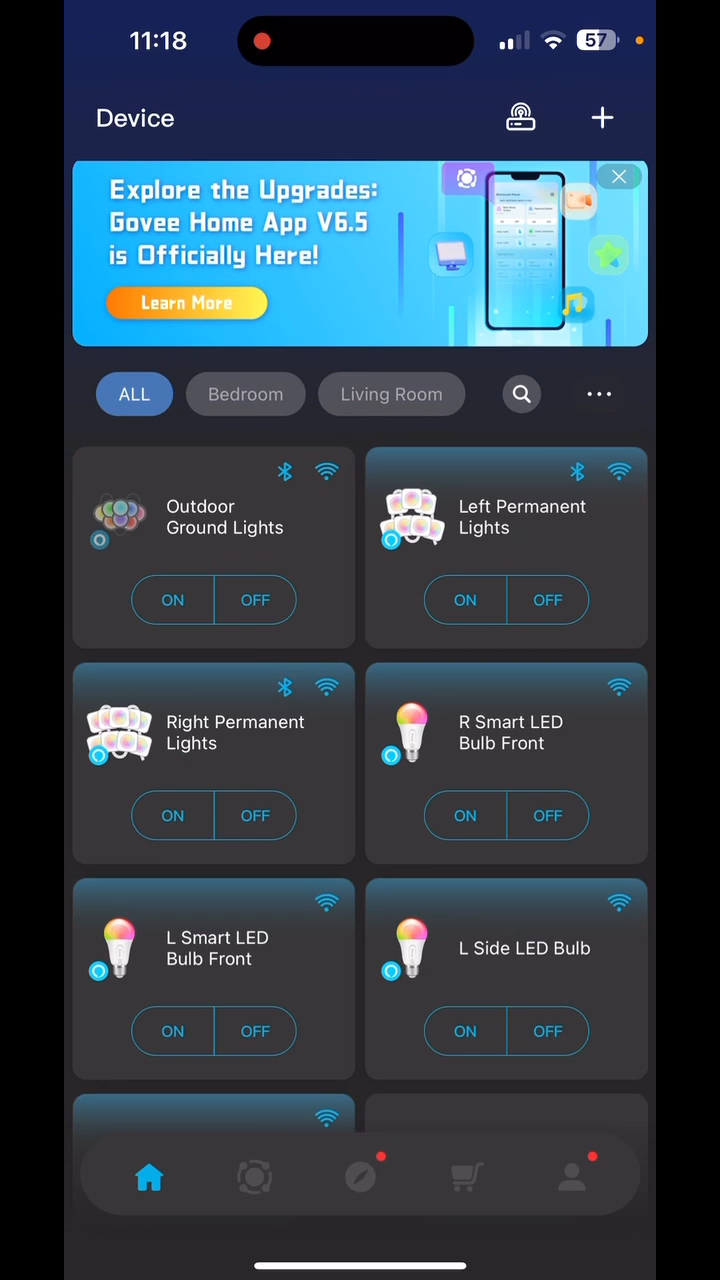 11:18
57
Device
Explore the Upgrades:
Govee Home App V6.5
is Officially Here!
Learn More
ALL
Bedroom
Living Room
Outdoor
Ground Lights
ON
OFF
Left Permanent
Lights
ON
OFF
Right Permanent
Lights
ON
OFF
R Smart LED
Bulb Front
ON
OFF
L Smart LED
Bulb Front
ON
OFF
L Side LED Bulb
ON
OFF